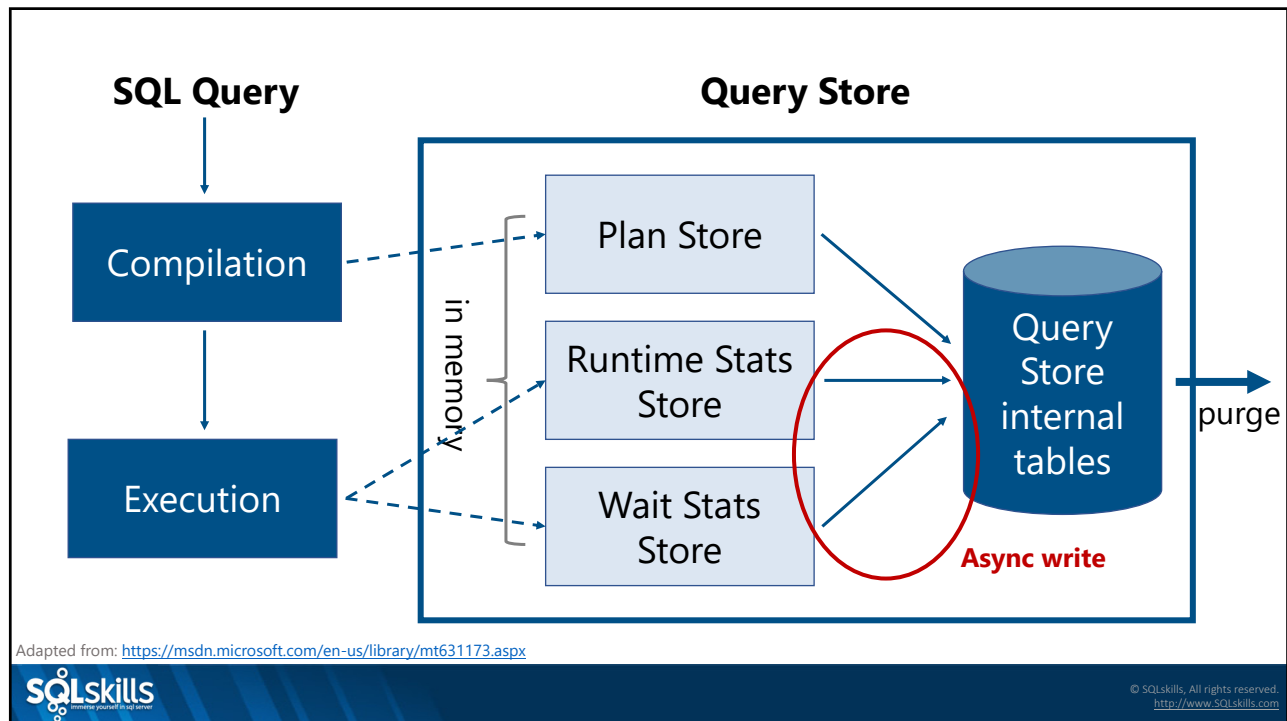 SQL Query
Query Store
Compilation
Execution
in memory
Plan Store
Runtime Stats
Store
Wait Stats
Store
Query
Store
internal
tables
purge
Async write
Adapted from: https://msdn.microsoft.com/en-us/library/mt631173.aspx
SQLskills
immerse yourself in sql server
© SQLskills, All rights reserved.
http://www.SQLskills.com